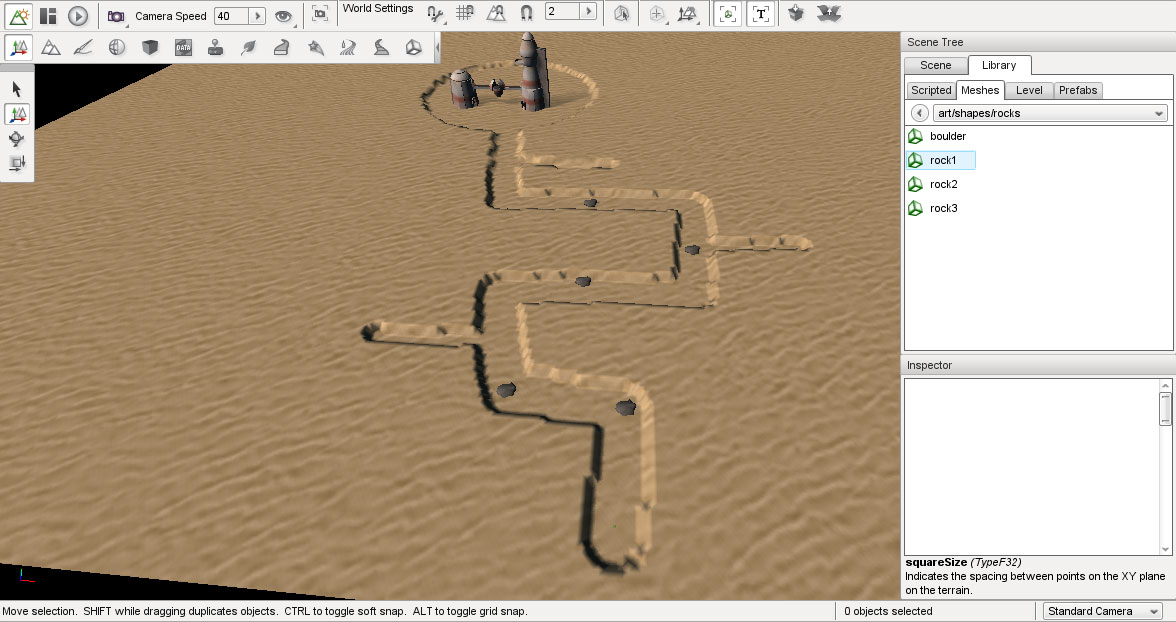 Camera Speed 40 World Settings 2 T
DATA
Scene Tree
Scene Library
Scripted Meshes Level Prefabs
art/shapes/rocks
boulder
rock1
rock2
rock3
Inspector
squareSize (TypeF32)
Indicates the spacing between points on the XY plane
on the terrain.
Move selection. SHIFT while dragging duplicates objects. CTRL to toggle soft snap. ALT to toggle grid snap. 0 objects selected Standard Camera